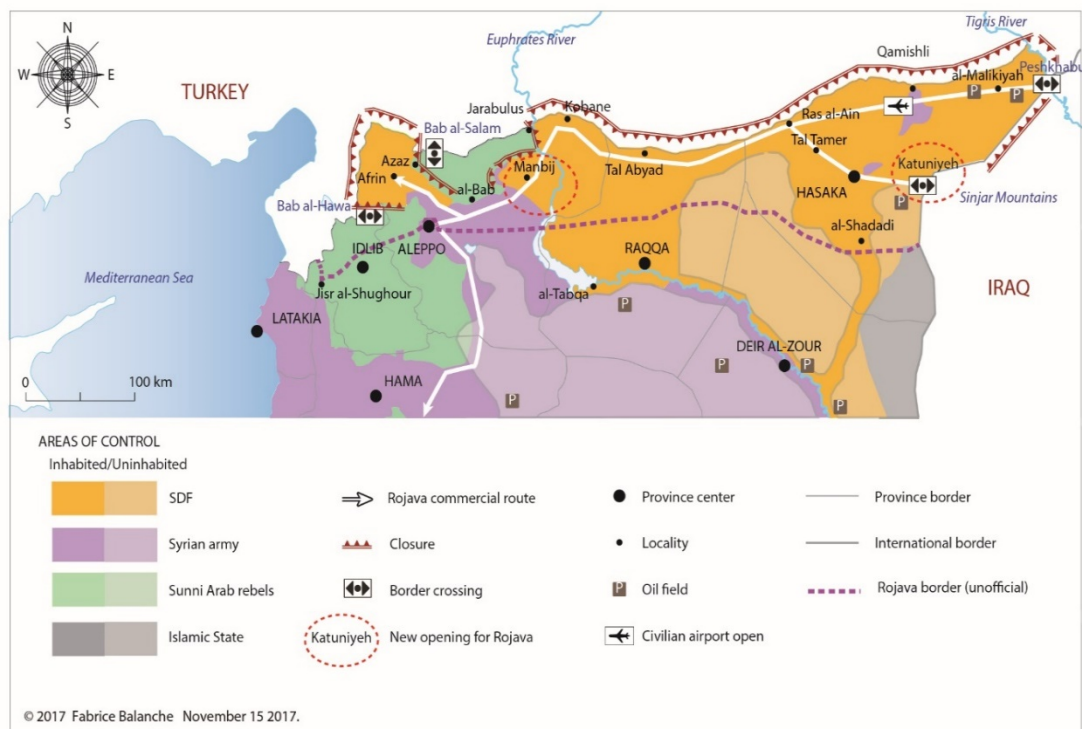 N
W E
S
TURKEY
Euphrates River
Tigris River
Qamishli
al-Malikiyah
Peshkhabu
P
P
Jarabulus
Kobane
Ras al-Ain
Bab al-Salam
Tal Tamer
Azaz
Afrin
Manbij
Tal Abyad
Katuniyeh
al-Bab
HASAKA
Bab al-Hawa
P
Sinjar Mountains
al-Shadadi
IDLIB
ALEPPO
RAQQA
Mediterranean Sea
Jisr al-Shughour
al-Tabqa
IRAQ
P
LATAKIA
DEIR AL-ZOUR
P
P
0 100 km
HAMA
P
P
AREAS OF CONTROL
Inhabited/Uninhabited
SDF
Rojava commercial route
Province center
Province border
Syrian army
Closure
Locality
International border
Sunni Arab rebels
Border crossing
P
Oil field
Rojava border (unofficial)
Islamic State
Katuniyeh
New opening for Rojava
Civilian airport open
© 2017 Fabrice Balanche November 15 2017.